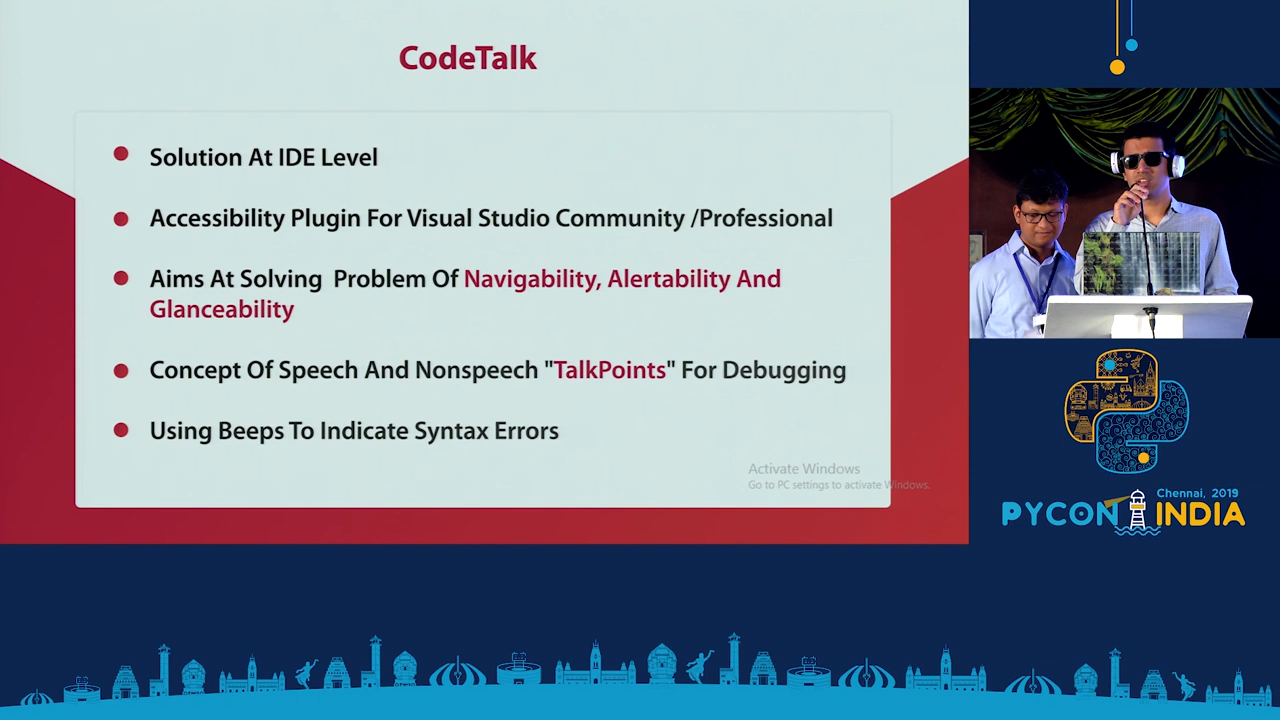 CodeTalk
Solution At IDE Level
Accessibility Plugin For Visual Studio Community /Professional
Aims At Solving Problem Of Navigability, Alertability And
Glanceability
Concept Of Speech And Nonspeech "TalkPoints" For Debugging
Using Beeps To Indicate Syntax Errors
Activate Windows
Go to PC settings to activate Windows.
Chennai, 2019
PYCON INDIA